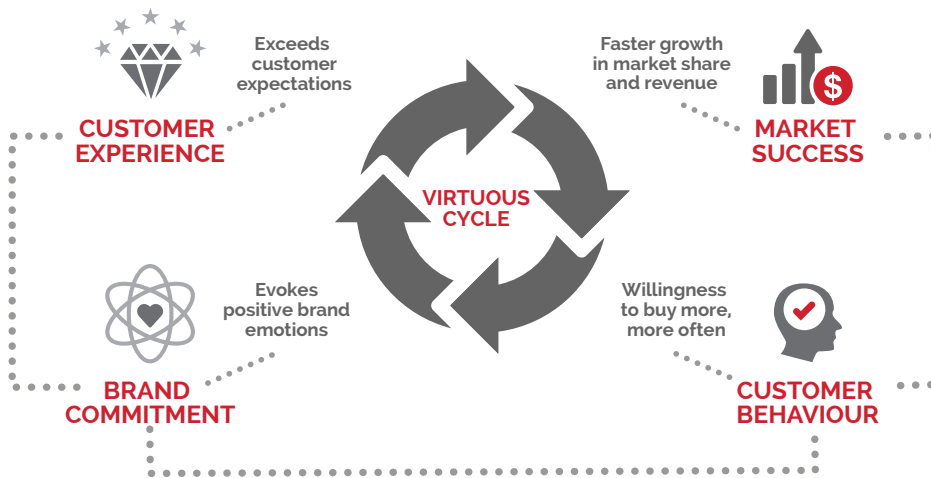 Exceeds
customer
expectations
CUSTOMER
EXPERIENCE
Faster growth
in market share
and revenue
$
MARKET
SUCCESS
VIRTUOUS
CYCLE
Evokes
positive brand
emotions
BRAND
COMMITMENT
Willingness
to buy more,
more often
CUSTOMER
BEHAVIOUR